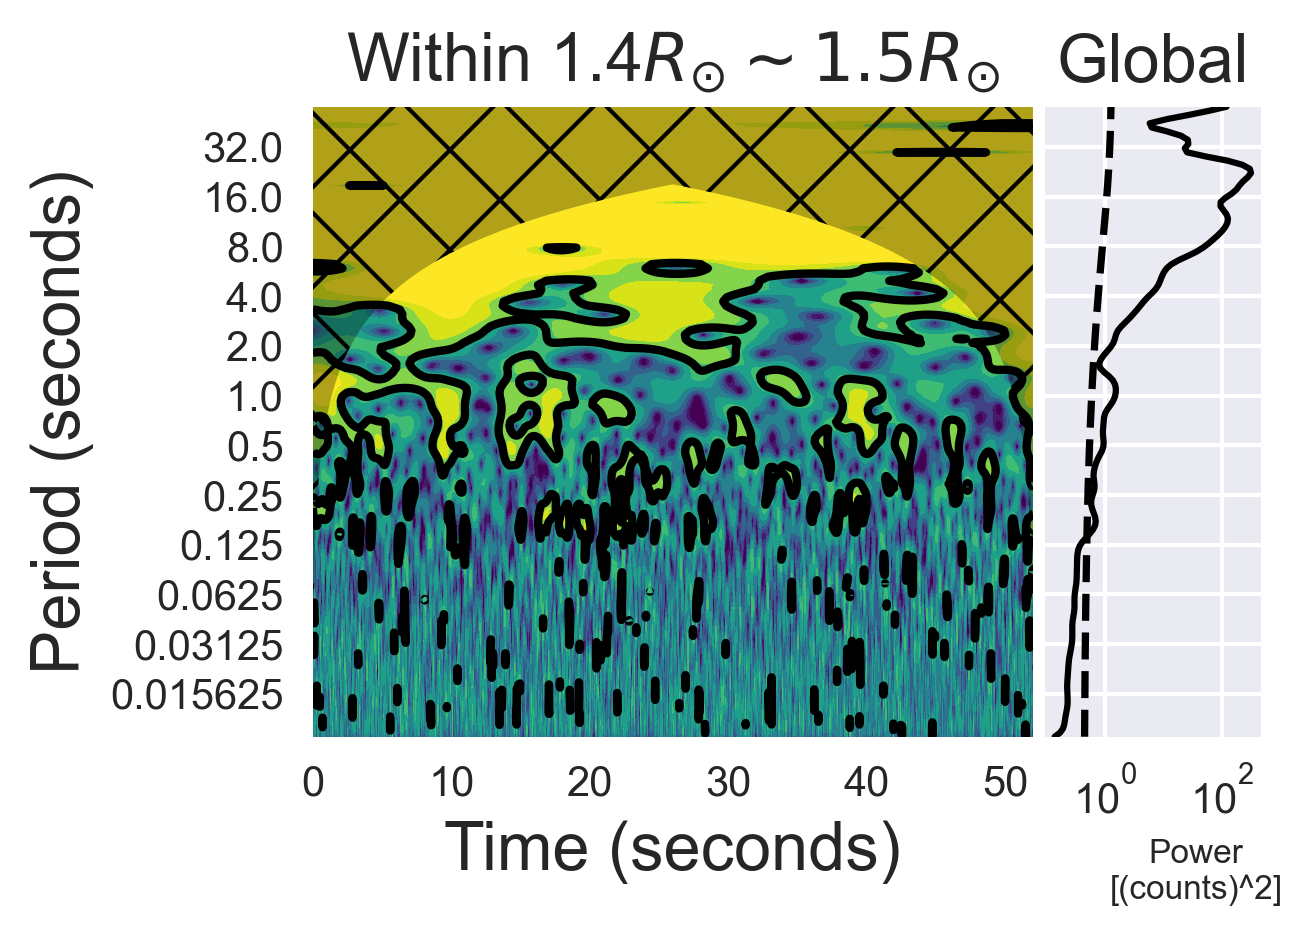 Within 1.4R⊙ ~ 1.5R⊙
Global
Period (seconds)
32.0
16.0
8.0
4.0
2.0
1.0
0.5
0.25
0.125
0.0625
0.03125
0.015625
0 10 20 30 40 50
Time (seconds)
10^0 10^2
Power
[(counts)^2]